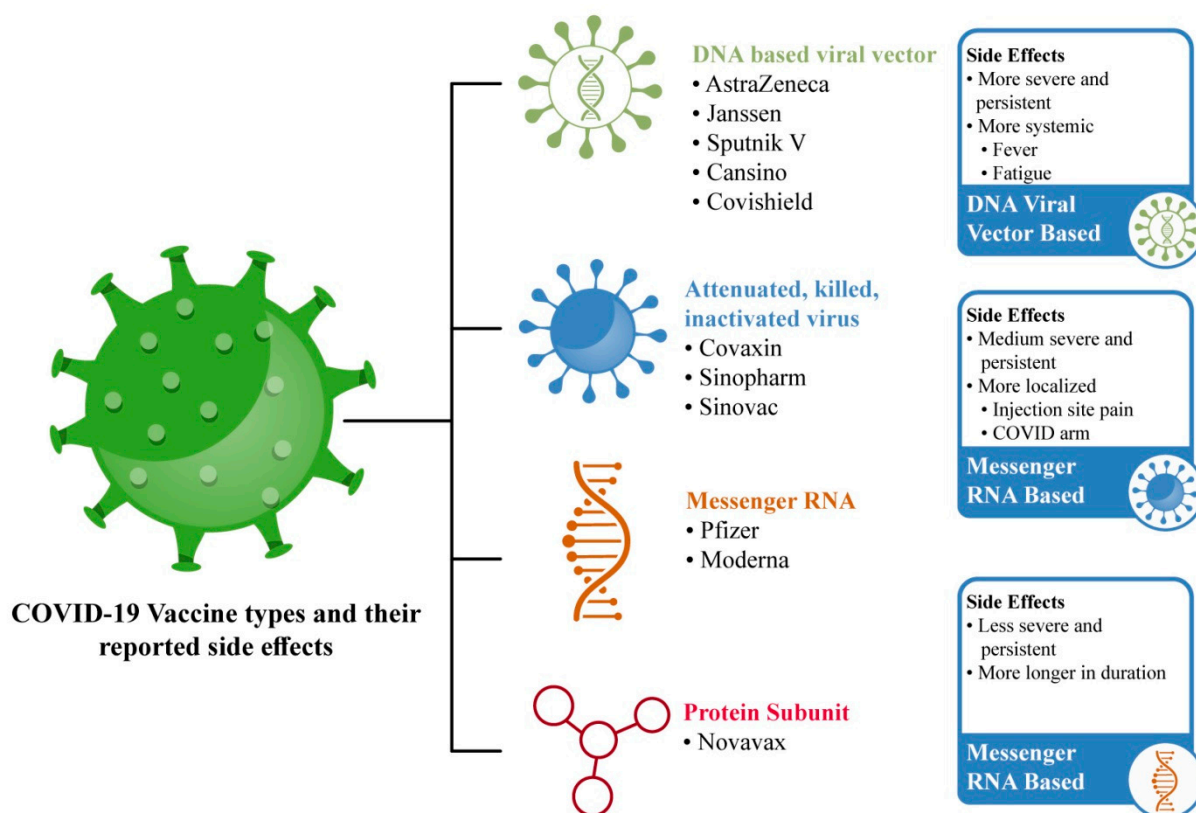 COVID-19 Vaccine types and their
reported side effects
DNA based viral vector
• AstraZeneca
• Janssen
• Sputnik V
• Cansino
• Covishield
Attenuated, killed,
inactivated virus
• Covaxin
• Sinopharm
• Sinovac
Messenger RNA
• Pfizer
• Moderna
Protein Subunit
• Novavax
Side Effects
• More severe and
persistent
• More systemic
• Fever
• Fatigue
DNA Viral
Vector Based
Side Effects
• Medium severe and
persistent
• More localized
• Injection site pain
• COVID arm
Messenger
RNA Based
Side Effects
• Less severe and
persistent
• More longer in duration
Messenger
RNA Based